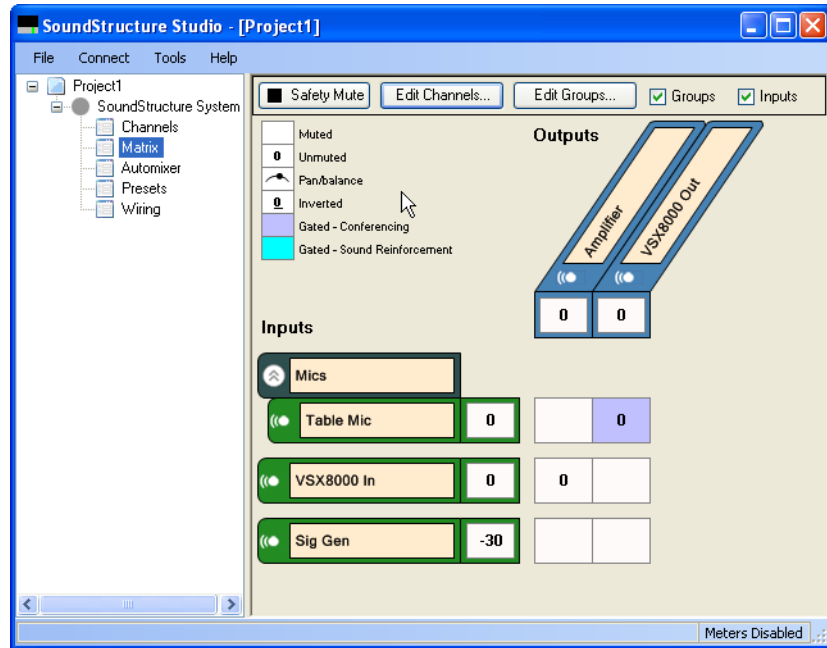 SoundStructure Studio - [Project1]
File Connect Tools Help
Project1
SoundStructure System
Channels
Matrix
Automixer
Presets
Wiring
Safety Mute Edit Channels... Edit Groups... Groups Inputs
Muted
0 Unmuted
Pan/balance
0 Inverted
Gated - Conferencing
Gated - Sound Reinforcement
Outputs
Amplifier
VSX8000 Out
0 0
Inputs
Mics
Table Mic 0 0
VSX8000 In 0 0
Sig Gen -30
Meters Disabled